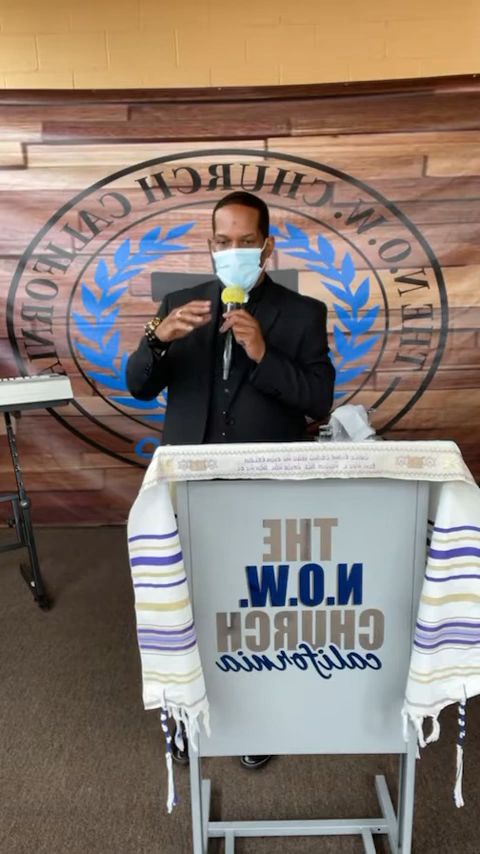 THE N.O.W. CHURCH CALIFORNIA
THE
N.O.W.
CHURCH
california